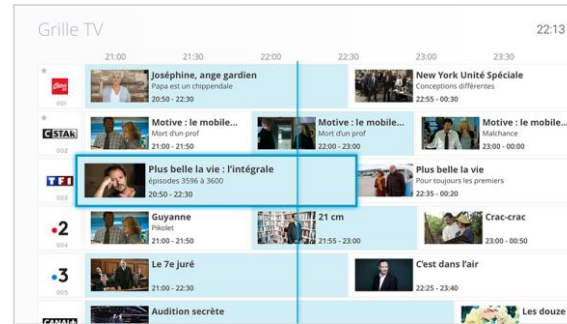 Grille TV
22:13
21:00 21:30 22:00 22:30 23:00 23:30
001
Joséphine, ange gardien
Papa est un chippendale
20:50 - 22:30
New York Unité Spéciale
Conceptions différentes
22:55 - 00:30
CSTAR
002
Motive : le mobile...
Mort d'un prof
21:00 - 21:50
Motive : le mobile...
Mort d'un prof
22:00 - 23:00
Motive : le mobile...
Malchance
23:00 - 00:00
TF1
003
Plus belle la vie : l'intégrale
épisodes 3596 à 3600
20:50 - 22:30
Plus belle la vie
Pour toujours les premiers
22:35 - 00:20
2
004
Guyanne
Pikolet
21:00 - 21:50
21 cm
21:55 - 23:00
Crac-crac
23:00 - 00:50
3
005
Le 7e juré
21:00 - 22:30
C'est dans l'air
22:25 - 23:40
CANAL+
Audition secrète
Les douze